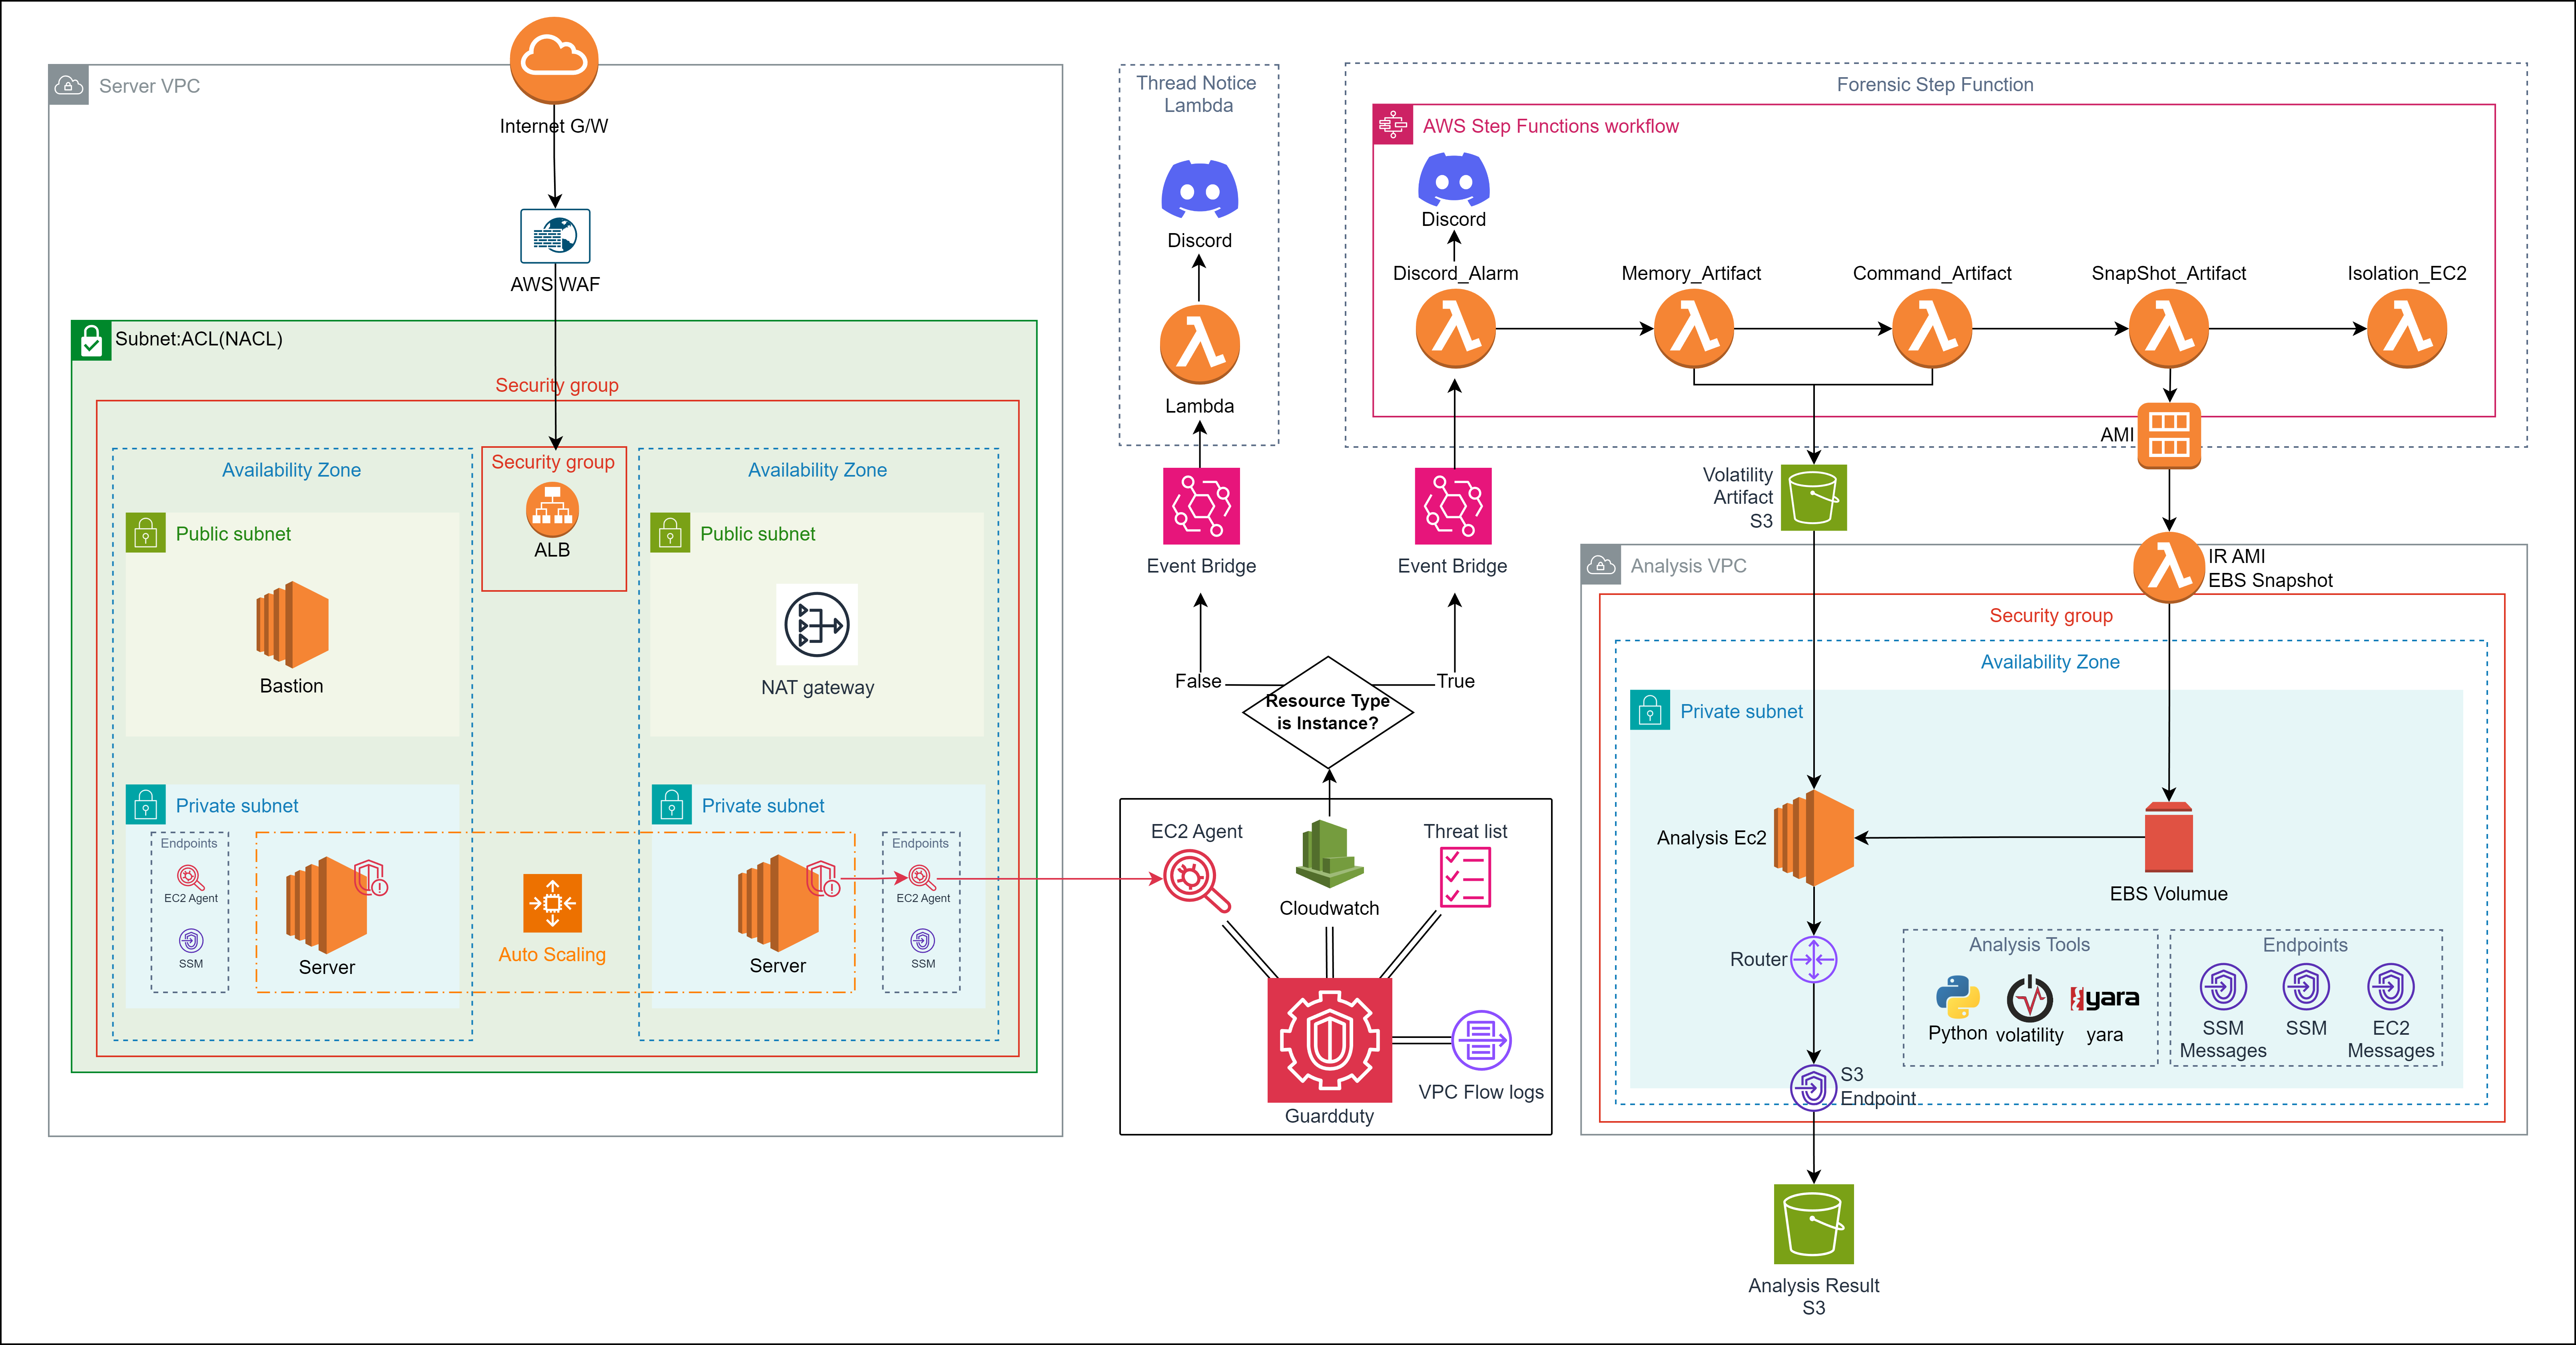 Server VPC
Internet G/W
AWS WAF
Subnet:ACL(NACL)
Security group
Availability Zone
Security group
ALB
Availability Zone
Public subnet
Bastion
Public subnet
NAT gateway
Private subnet
Endpoints
EC2 Agent
SSM
Server
Auto Scaling
Private subnet
Server
Endpoints
EC2 Agent
SSM
Thread Notice
Lambda
Discord
Lambda
Event Bridge
Event Bridge
False
True
Resource Type
is Instance?
EC2 Agent
Cloudwatch
Threat list
Guardduty
VPC Flow logs
Forensic Step Function
AWS Step Functions workflow
Discord
Discord_Alarm
Memory_Artifact
Command_Artifact
SnapShot_Artifact
Isolation_EC2
AMI
Volatility
Artifact
S3
Analysis VPC
IR AMI
EBS Snapshot
Security group
Availability Zone
Private subnet
Analysis Ec2
EBS Volumue
Router
Analysis Tools
Python
volatility
yara
yara
Endpoints
SSM
Messages
SSM
EC2
Messages
S3
Endpoint
Analysis Result
S3